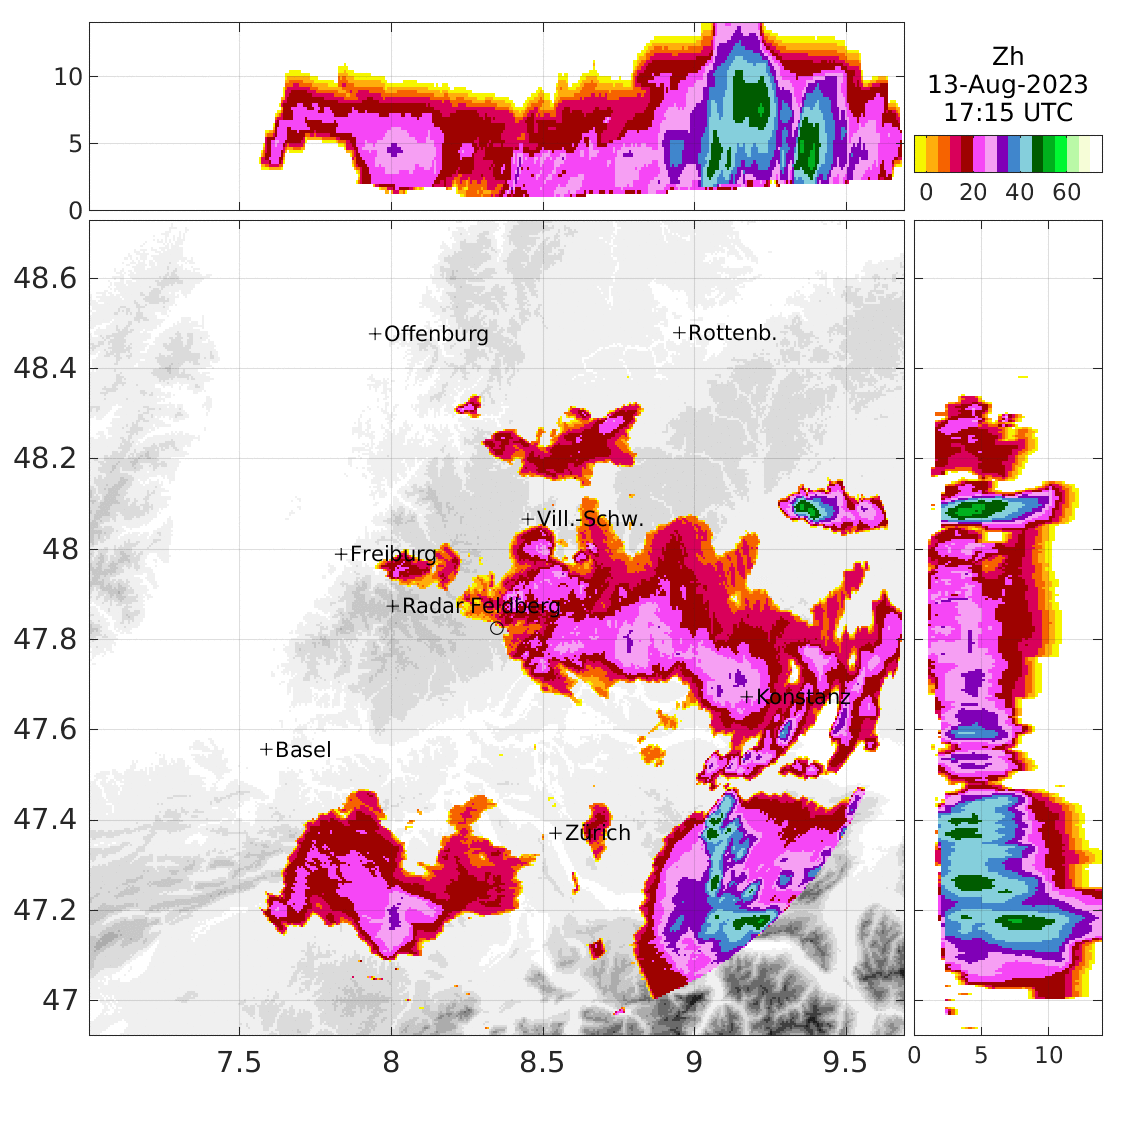 Zh
13-Aug-2023
17:15 UTC
10
5
0
0 20 40 60
48.6
48.4
48.2
48
47.8
47.6
47.4
47.2
47
+Offenburg
+Rottenb.
+Vill.-Schw.
+Freiburg
+Radar Feldberg
+Konstanz
+Basel
+Zürich
7.5 8 8.5 9 9.5
0 5 10